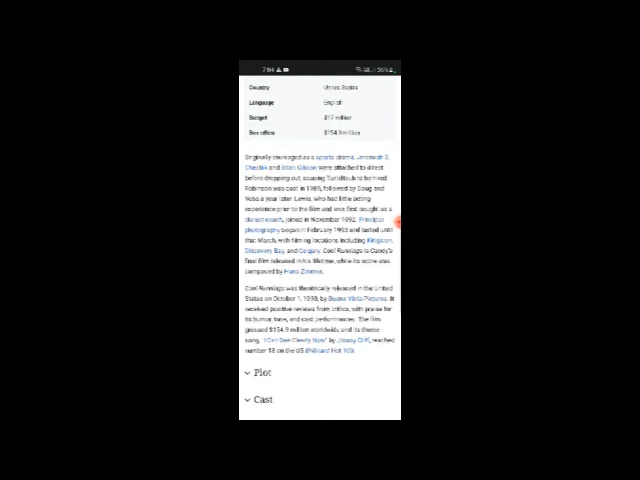 Country United States
Language English
Budget $17 million
Box office $154.9 million
Originally envisaged as a sports drama, Jeremiah S.
Chechik and Brian Gibson were attached to direct
before dropping out, causing Turteltaub to be hired.
Robinson was cast in 1989, followed by Doug and
Yoba a year later. Lewis, who had little acting
experience prior to the film and was first sought as a
dialect coach, joined in November 1992. Principal
photography began in February 1993 and lasted until
that March, with filming locations including Kingston,
Discovery Bay, and Calgary. Cool Runnings is Candy's
final film released in his lifetime, while its score was
composed by Hans Zimmer.
Cool Runnings was theatrically released in the United
States on October 1, 1993, by Buena Vista Pictures. It
received positive reviews from critics, with praise for
its humor, tone, and cast performances. The film
grossed $154.9 million worldwide and its theme
song, "I Can See Clearly Now" by Jimmy Cliff, reached
number 18 on the US Billboard Hot 100.
Plot
Cast